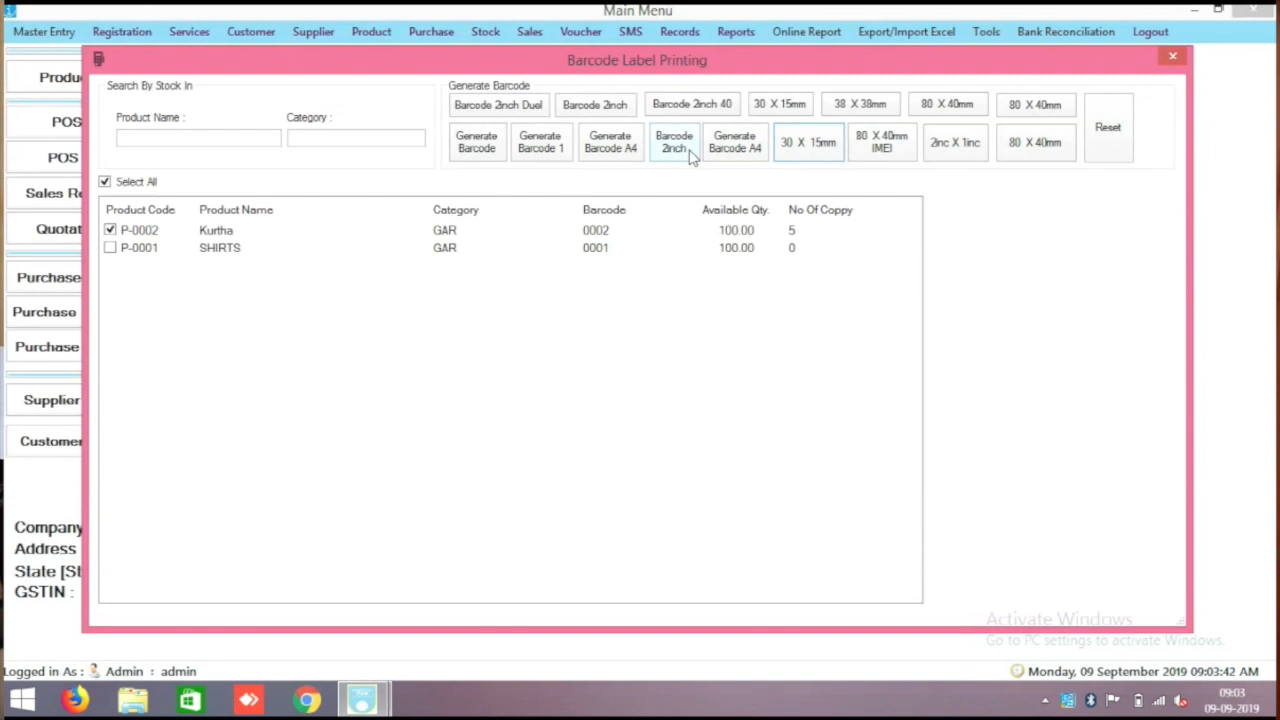 Main Menu
Master Entry Registration Services Customer Supplier Product Purchase Stock Sales Voucher SMS Records Reports Online Report Export/Import Excel Tools Bank Reconciliation Logout
Barcode Label Printing
Search By Stock In
Product Name :
Category :
Generate Barcode
Barcode 2inch Duel
Barcode 2inch
Barcode 2inch 40
30 X 15mm
38 X 38mm
80 X 40mm
80 X 40mm
Generate
Barcode
Generate
Barcode 1
Generate
Barcode A4
Barcode
2inch
Generate
Barcode A4
30 X 15mm
80 X 40mm
IMEI
2inc X 1inc
80 X 40mm
Reset
Select All
Product Code Product Name Category Barcode Available Qty. No Of Coppy
P-0002 Kurtha GAR 0002 100.00 5
P-0001 SHIRTS GAR 0001 100.00 0
Produ
POS
POS
Sales Re
Quotat
Purchase
Purchase
Purchase
Supplier
Customer
Company
Address
State [St
GSTIN :
Activate Windows
Go to PC settings to activate Windows.
Logged in As : Admin : admin
Monday, 09 September 2019 09:03:42 AM
09:03
09-09-2019